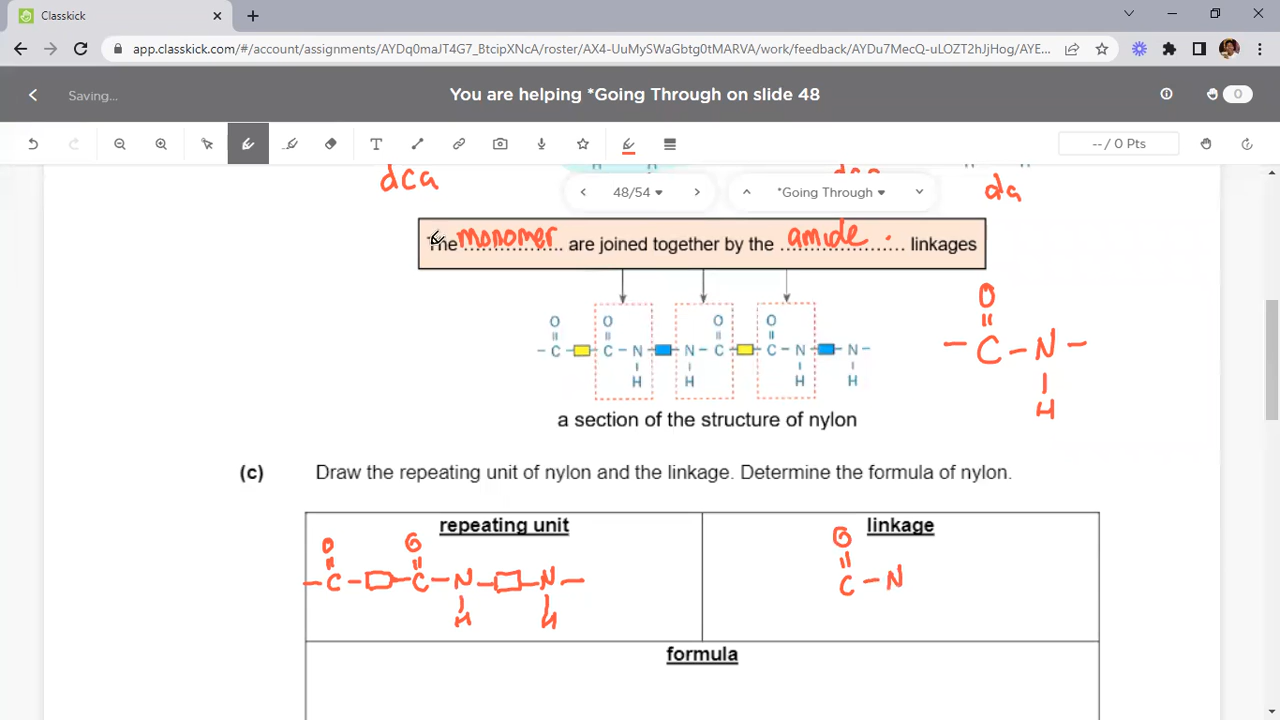 Classkick
app.classkick.com/#/account/assignments/AYDq0maJT4G7_BtcipXNcA/roster/AX4-UuMySWaGbtg0tMARVA/work/feedback/AYDu7MecQ-uLOZT2hJjHog/AYE...
Saving...
You are helping *Going Through on slide 48
0
T
-- / 0 Pts
dca
da
48/54
*Going Through
The monomer are joined together by the amide linkages
O O O O
- C C - N N - C C - N N -
H H H H
O
- C - N -
H
a section of the structure of nylon
(c) Draw the repeating unit of nylon and the linkage. Determine the formula of nylon.
repeating unit
linkage
O O
- C - - C - N - - N -
H H
O
C - N
formula